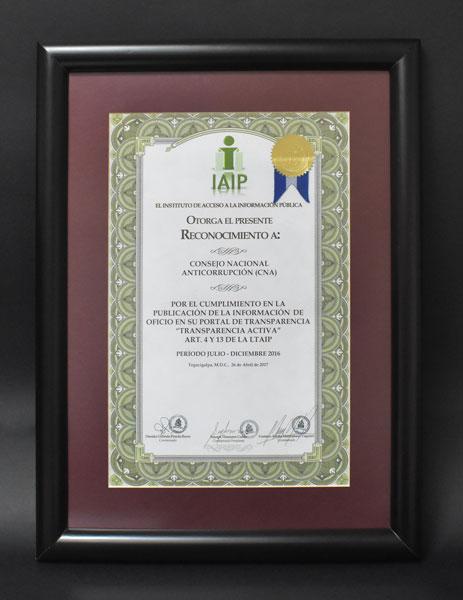 IAIP
EL INSTITUTO DE ACCESO A LA INFORMACIÓN PÚBLICA
OTORGA EL PRESENTE
RECONOCIMIENTO A:
CONSEJO NACIONAL
ANTICORRUPCIÓN (CNA)
POR EL CUMPLIMIENTO EN LA
PUBLICACIÓN DE LA INFORMACIÓN DE
OFICIO EN SU PORTAL DE TRANSPARENCIA
"TRANSPARENCIA ACTIVA"
ART. 4 Y 13 DE LA LTAIP
PERIODO JULIO - DICIEMBRE 2016
Tegucigalpa, M.D.C., 26 de Abril de 2017